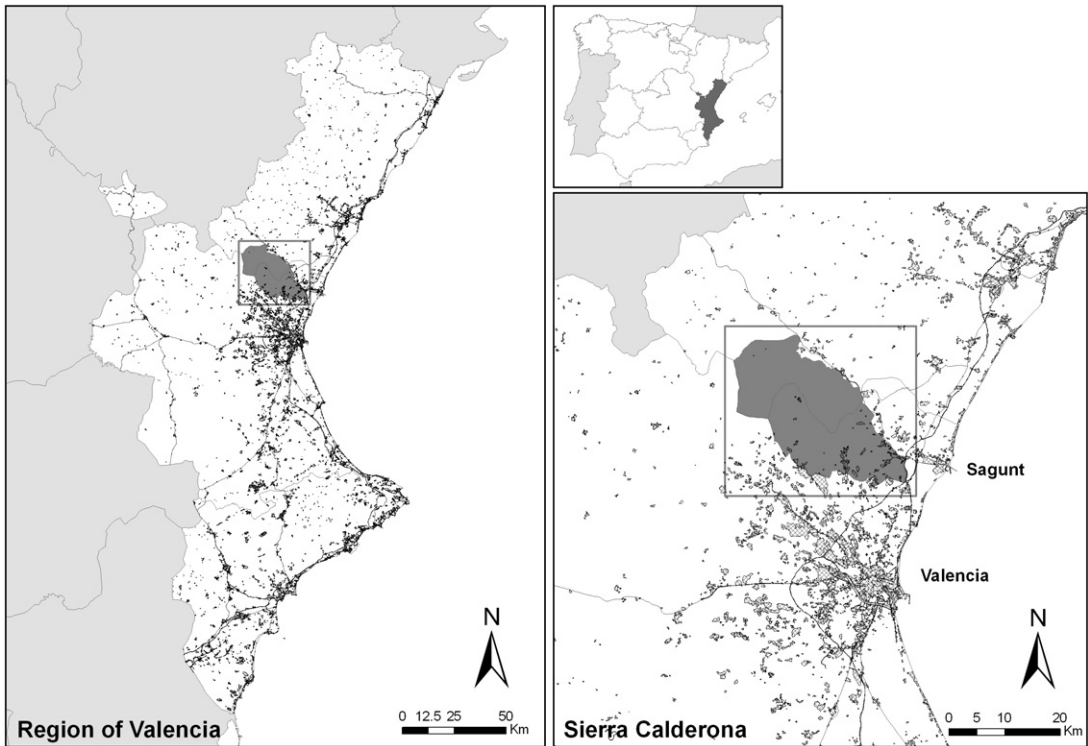 N
0 12.5 25 50
Km
Region of Valencia
Sagunt
Valencia
N
0 5 10 20
Km
Sierra Calderona